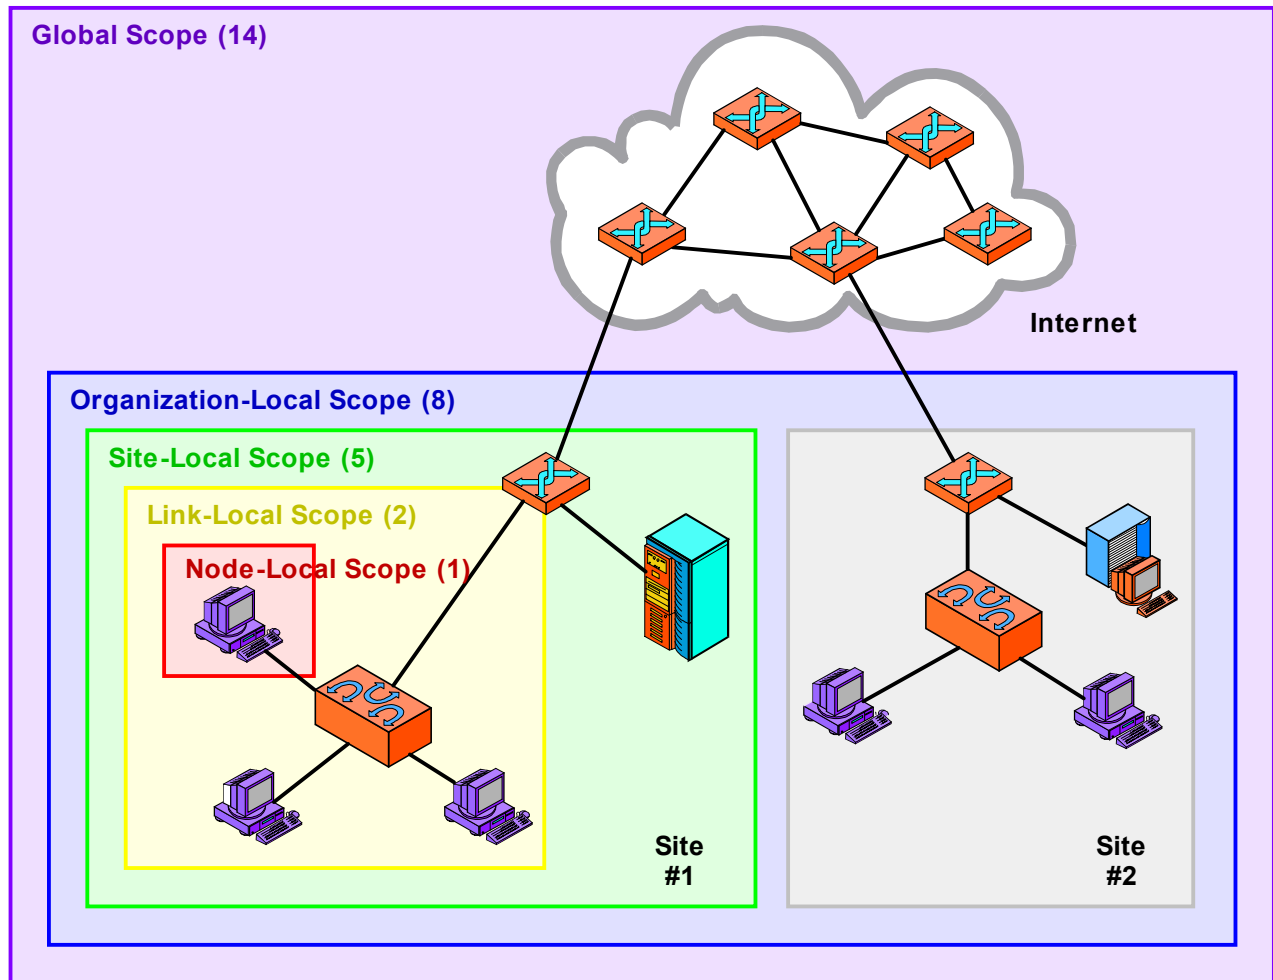 Global Scope (14)
Internet
Organization-Local Scope (8)
Site-Local Scope (5)
Link-Local Scope (2)
Node-Local Scope (1)
Site
#1
Site
#2